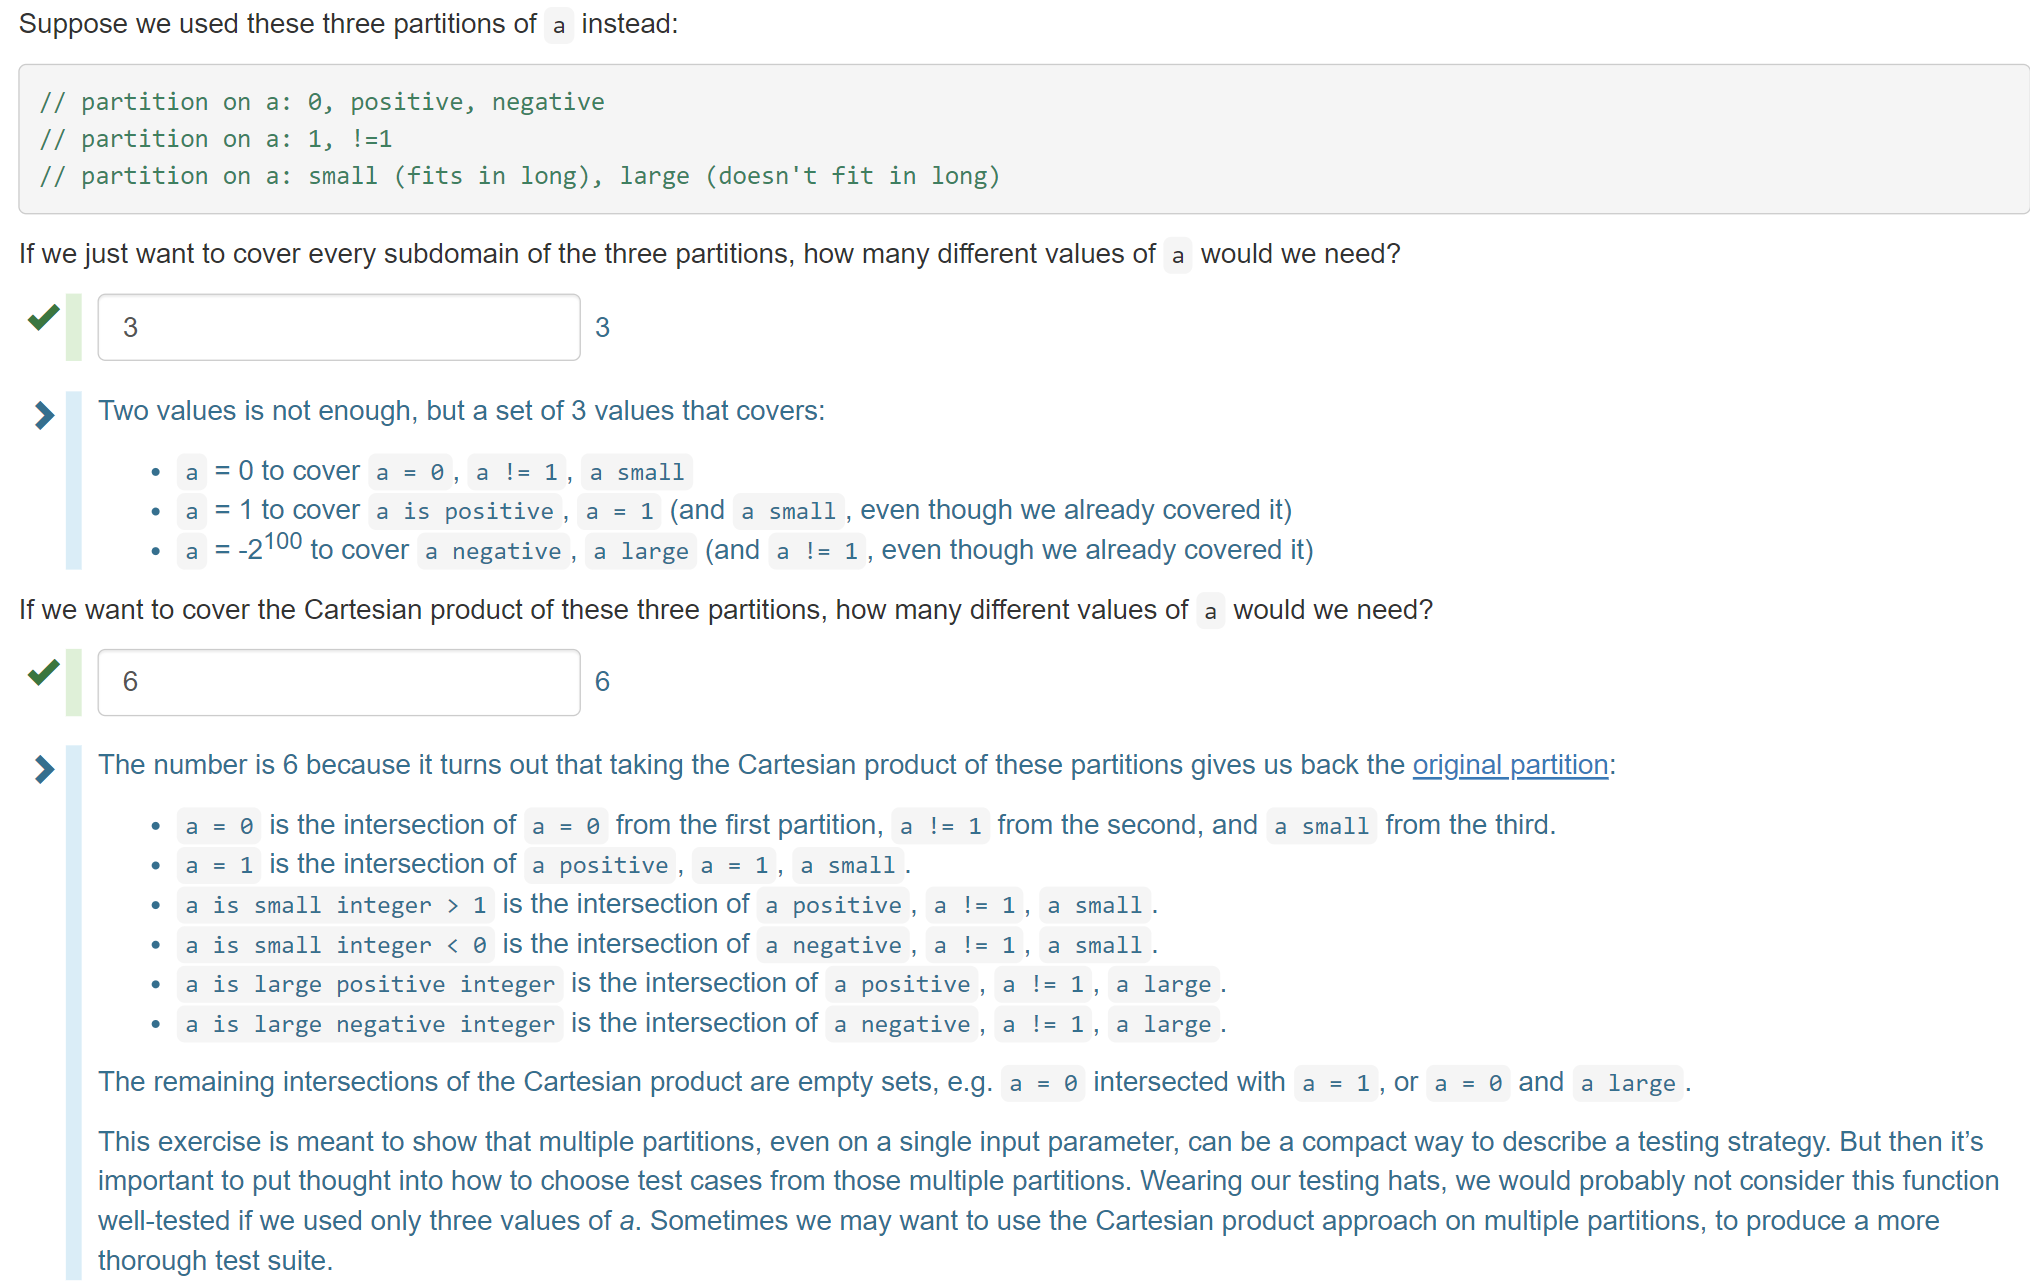 Suppose we used these three partitions of a instead:
// partition on a: 0, positive, negative
// partition on a: 1, !=1
// partition on a: small (fits in long), large (doesn't fit in long)
If we just want to cover every subdomain of the three partitions, how many different values of a would we need?
3 3
Two values is not enough, but a set of 3 values that covers:
• a = 0 to cover a = 0, a != 1, a small
• a = 1 to cover a is positive, a = 1 (and a small, even though we already covered it)
• a = -2^100 to cover a negative, a large (and a != 1, even though we already covered it)
If we want to cover the Cartesian product of these three partitions, how many different values of a would we need?
6 6
The number is 6 because it turns out that taking the Cartesian product of these partitions gives us back the original partition:
• a = 0 is the intersection of a = 0 from the first partition, a != 1 from the second, and a small from the third.
• a = 1 is the intersection of a positive, a = 1, a small.
• a is small integer > 1 is the intersection of a positive, a != 1, a small.
• a is small integer < 0 is the intersection of a negative, a != 1, a small.
• a is large positive integer is the intersection of a positive, a != 1, a large.
• a is large negative integer is the intersection of a negative, a != 1, a large.
The remaining intersections of the Cartesian product are empty sets, e.g. a = 0 intersected with a = 1, or a = 0 and a large.
This exercise is meant to show that multiple partitions, even on a single input parameter, can be a compact way to describe a testing strategy. But then it’s
important to put thought into how to choose test cases from those multiple partitions. Wearing our testing hats, we would probably not consider this function
well-tested if we used only three values of a. Sometimes we may want to use the Cartesian product approach on multiple partitions, to produce a more
thorough test suite.